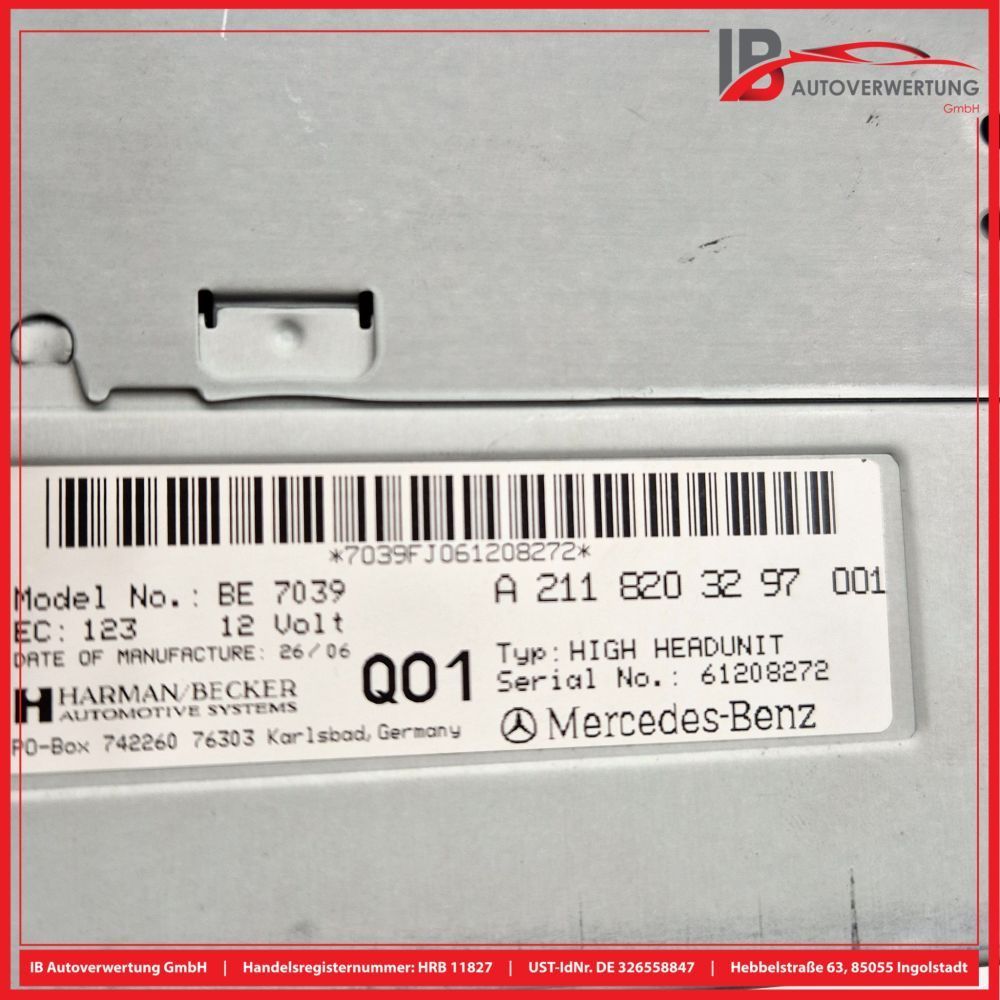 IB
AUTOVERWERTUNG
GmbH
*7039FJ061208272*
Model No.: BE 7039
A 211 820 32 97 001
EC: 123 12 Volt
DATE OF MANUFACTURE: 26/06
Q01
Typ: HIGH HEADUNIT
Serial No.: 61208272
HARMAN/BECKER
AUTOMOTIVE SYSTEMS
Mercedes-Benz
PO-Box 742260 76303 Karlsbad, Germany
IB Autoverwertung GmbH | Handelsregisternummer: HRB 11827 | UST-IdNr. DE 326558847 | Hebbelstraße 63, 85055 Ingolstadt